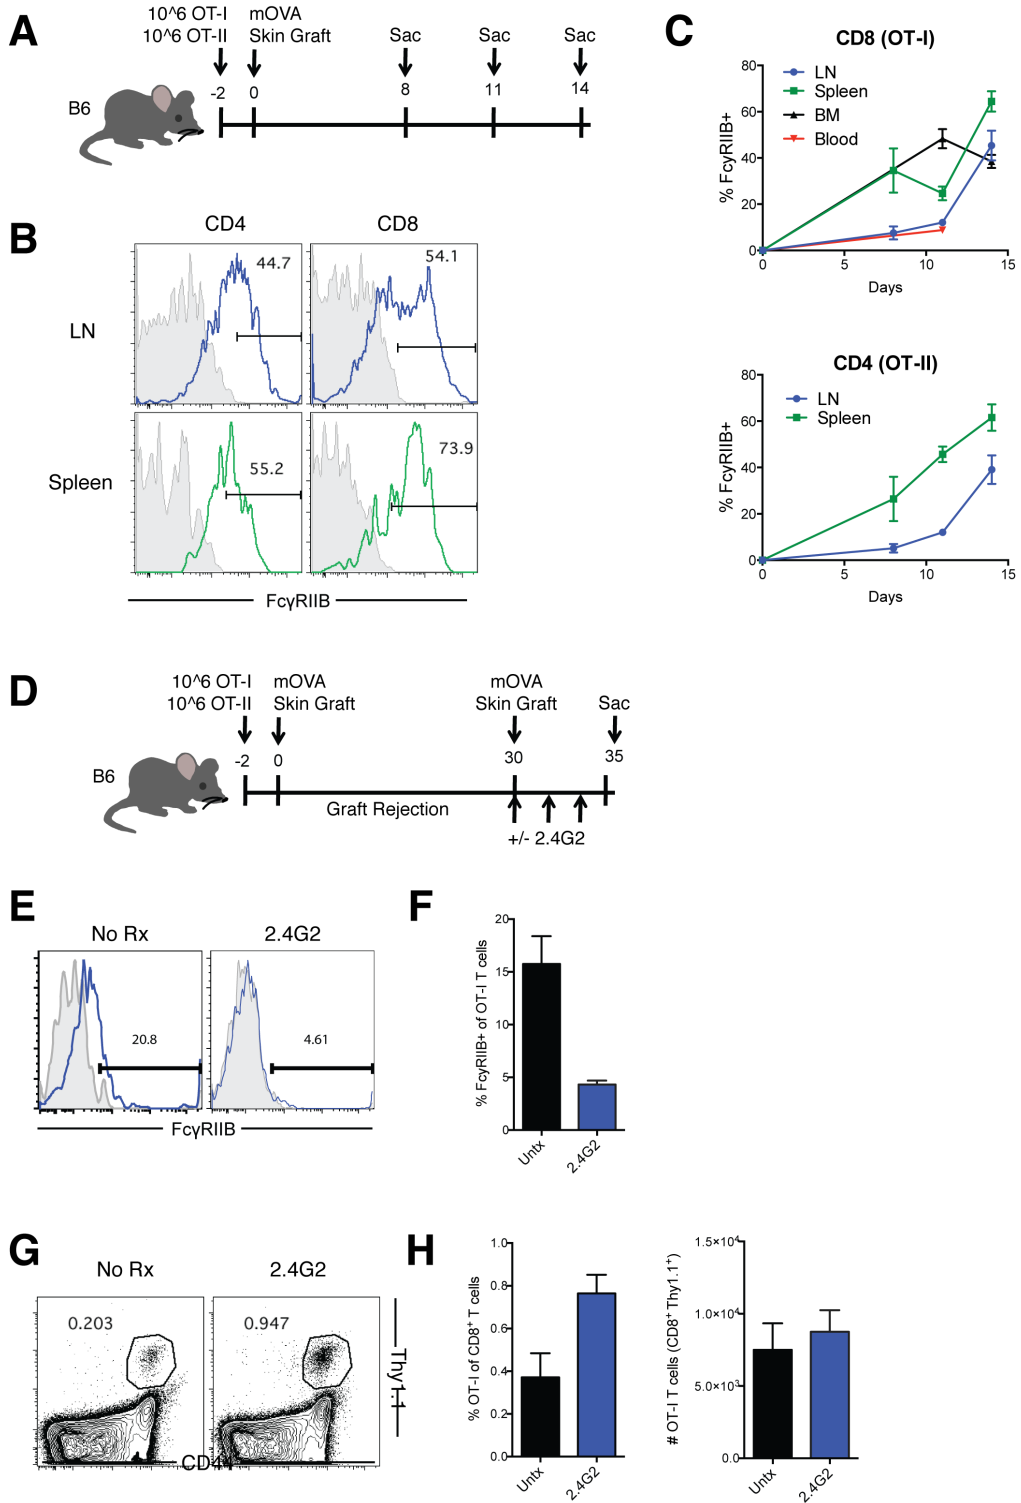 A
10^6 OT-I
10^6 OT-II
mOVA
Skin Graft
Sac
Sac
Sac
B6
-2
0
8
11
14
B
CD4
CD8
LN
44.7
54.1
Spleen
55.2
73.9
FcγRIIB
C
CD8 (OT-I)
LN
Spleen
BM
Blood
% FcγRIIB+
80
60
40
20
0
0
5
10
15
Days
CD4 (OT-II)
LN
Spleen
% FcγRIIB+
80
60
40
20
0
0
5
10
15
Days
D
10^6 OT-I
10^6 OT-II
mOVA
Skin Graft
mOVA
Skin Graft
Sac
B6
-2
0
30
35
Graft Rejection
+/- 2.4G2
E
No Rx
2.4G2
20.8
4.61
FcγRIIB
F
% FcγRIIB+ of OT-I T cells
20
15
10
5
0
Untx
2.4G2
G
No Rx
2.4G2
0.203
0.947
Thy1.1
H
% OT-I of CD8⁺ T cells
1.0
0.8
0.6
0.4
0.2
0.0
Untx
2.4G2
# OT-I T cells (CD8⁺Thy1.1⁺)
1.5×10⁴
1.0×10⁴
5.0×10³
0.0
Untx
2.4G2